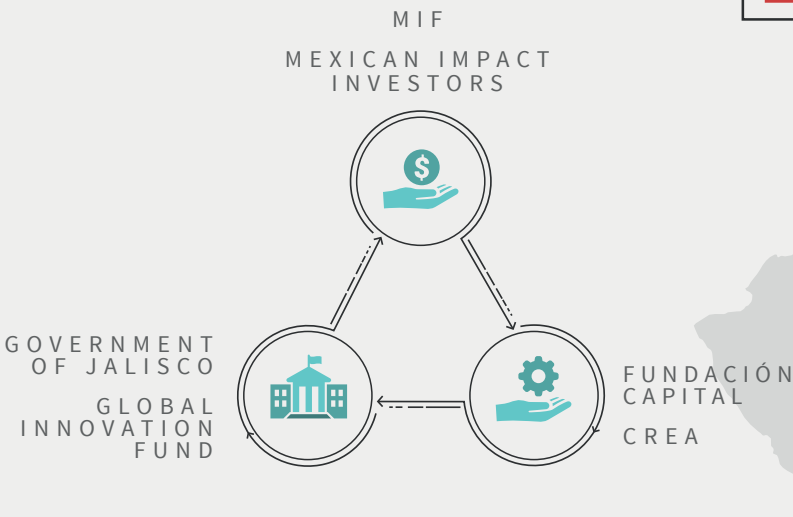 MIF
MEXICAN IMPACT
INVESTORS
$
GOVERNMENT
OF JALISCO
GLOBAL
INNOVATION
FUND
FUNDACIÓN
CAPITAL
CREA